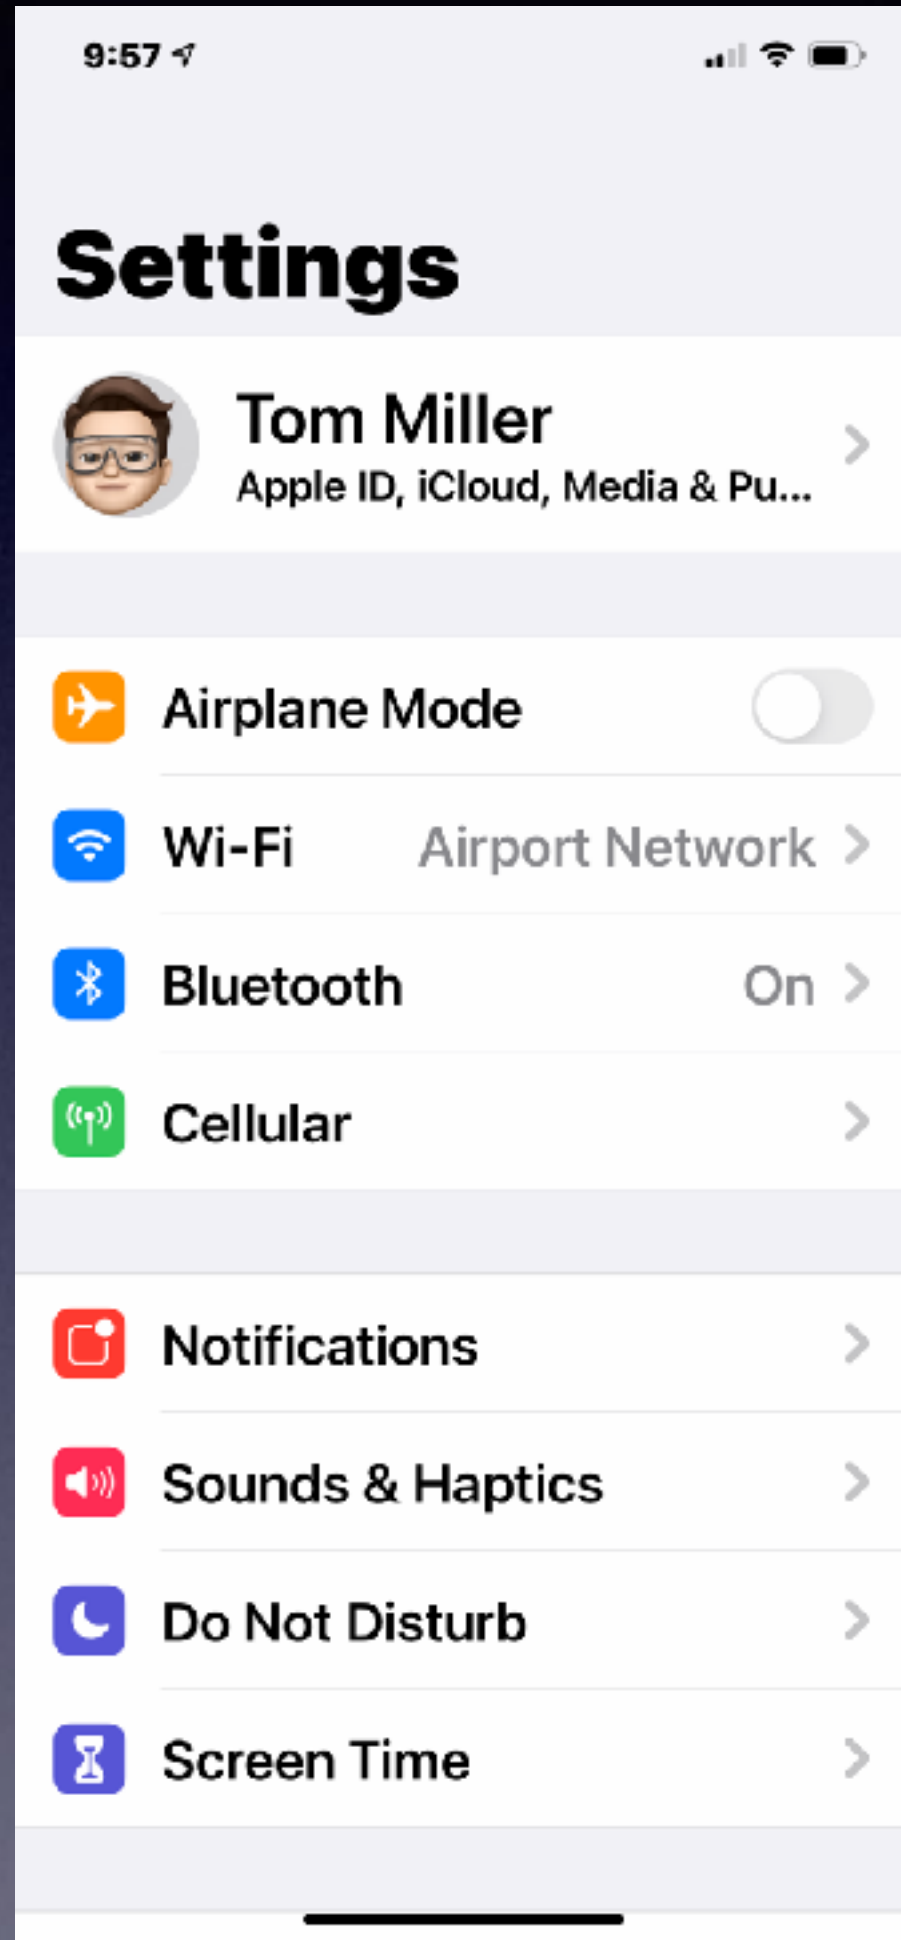 9:57
Settings
Tom Miller
Apple ID, iCloud, Media & Pu...
Airplane Mode
Wi-Fi Airport Network
Bluetooth On
Cellular
Notifications
Sounds & Haptics
Do Not Disturb
Screen Time